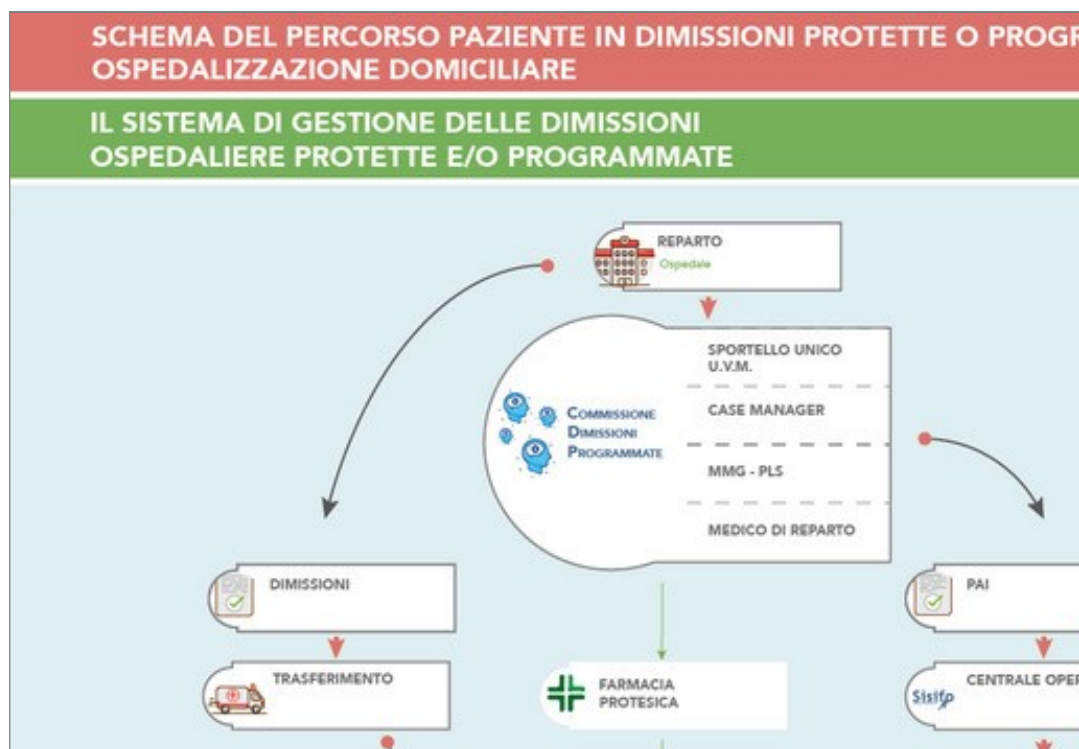 SCHEMA DEL PERCORSO PAZIENTE IN DIMISSIONI PROTETTE O PROGR
OSPEDALIZZAZIONE DOMICILIARE
IL SISTEMA DI GESTIONE DELLE DIMISSIONI
OSPEDALIERE PROTETTE E/O PROGRAMMATE
REPARTO
Ospedale
SPORTELLO UNICO
U.V.M.
COMMISSIONE
DIMISSIONI
PROGRAMMATE
CASE MANAGER
MMG - PLS
MEDICO DI REPARTO
DIMISSIONI
PAI
TRASFERIMENTO
FARMACIA
PROTESICA
Sisifo
CENTRALE OPER